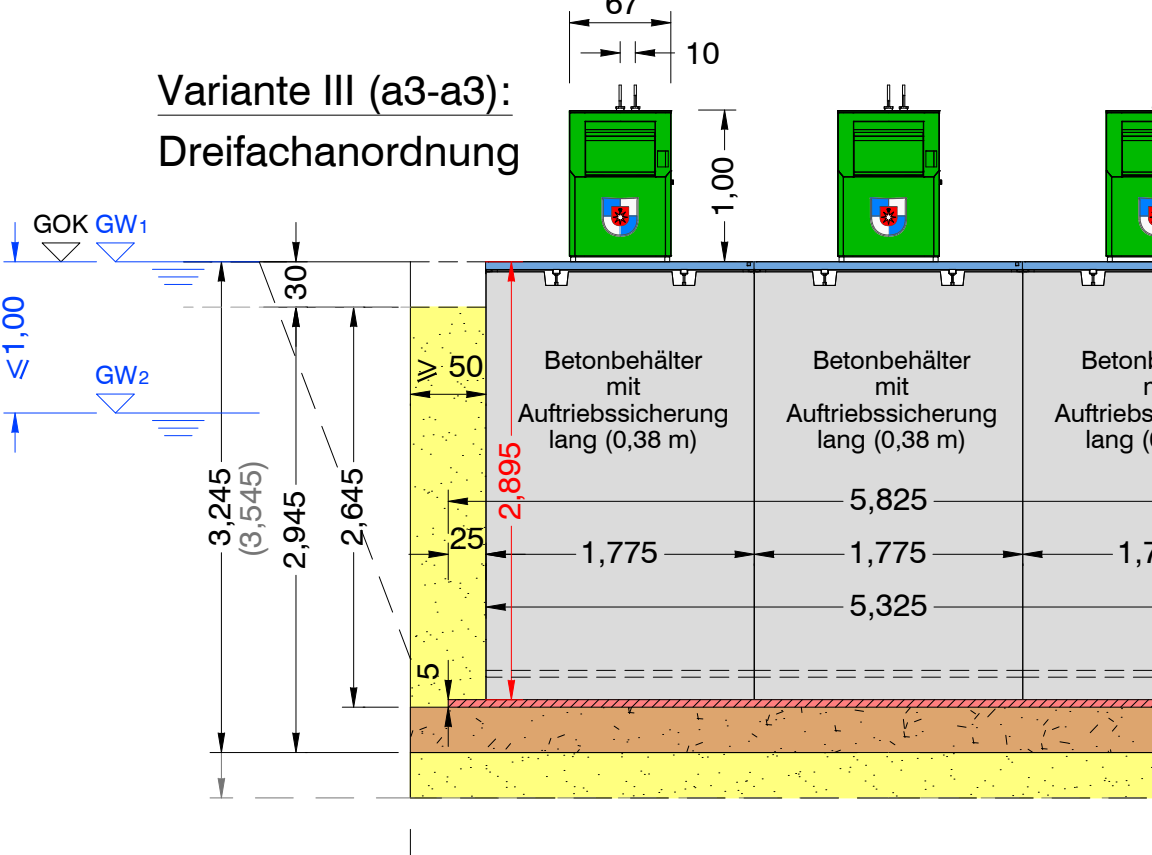 67
10
Variante III (a3-a3):
Dreifachanordnung
1,00
GOK GW1
30
≤1,00
GW2
≥ 50
Betonbehälter
mit
Auftriebssicherung
lang (0,38 m)
Betonbehälter
mit
Auftriebssicherung
lang (0,38 m)
3,245
(3,545)
2,945
2,645
2,895
5,825
25
1,775
1,775
5,325
5